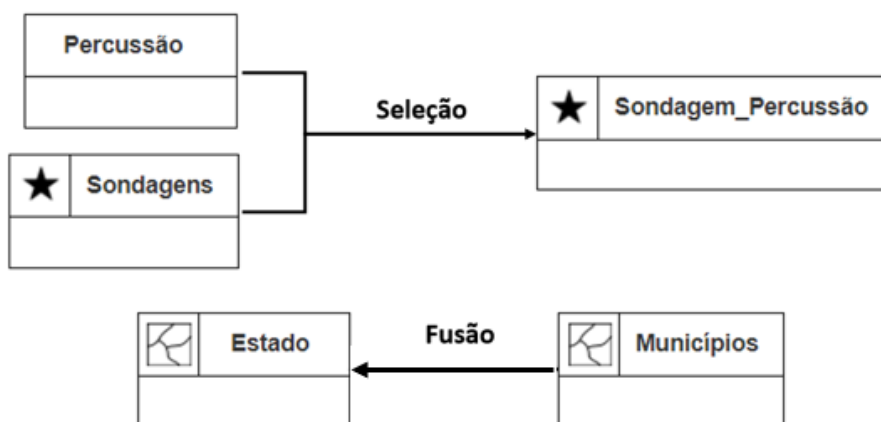 Percussão
Seleção
Sondagem_Percussão
Sondagens
Estado
Fusão
Municípios